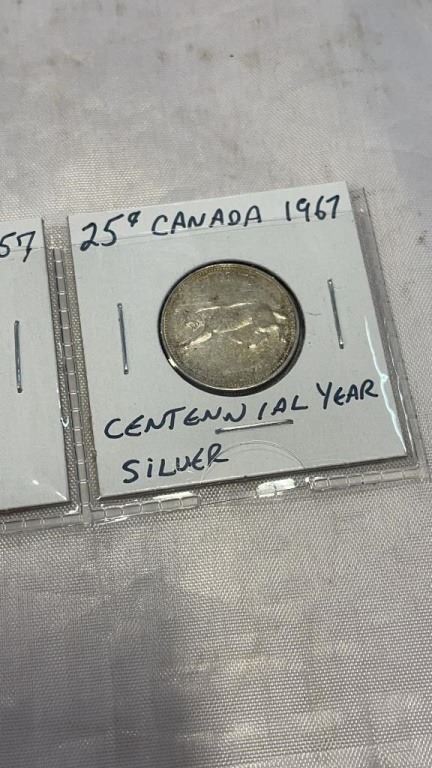 57
25¢ CANADA 1967
CENTENNIAL YEAR
SILVER